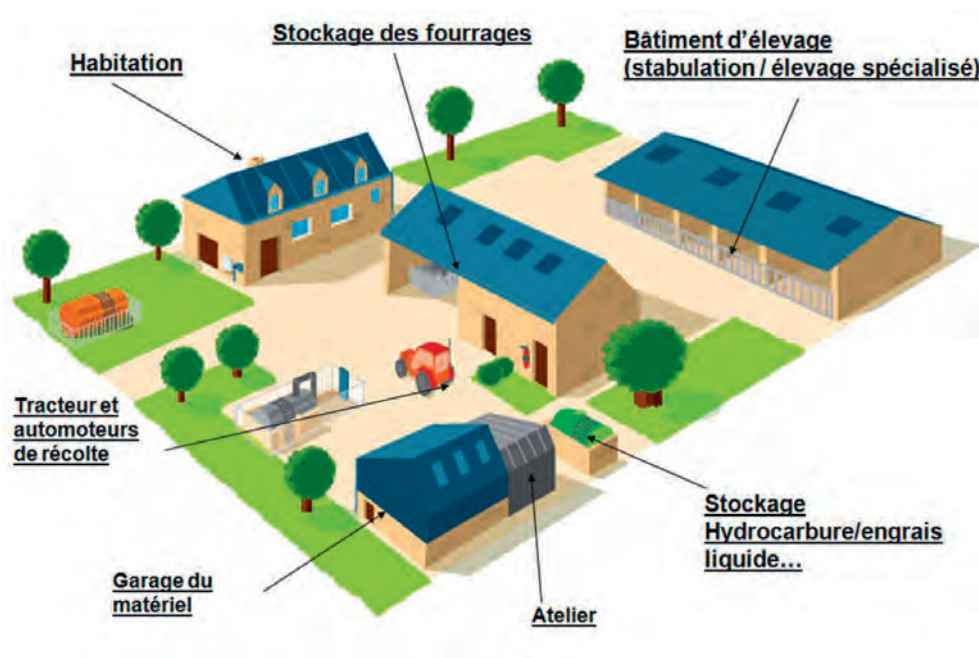 Stockage des fourrages
Bâtiment d'élevage
(stabulation / élevage spécialisé)
Habitation
Tracteur et
automoteurs
de récolte
Stockage
Hydrocarbure/engrais
liquide...
Garage du
matériel
Atelier